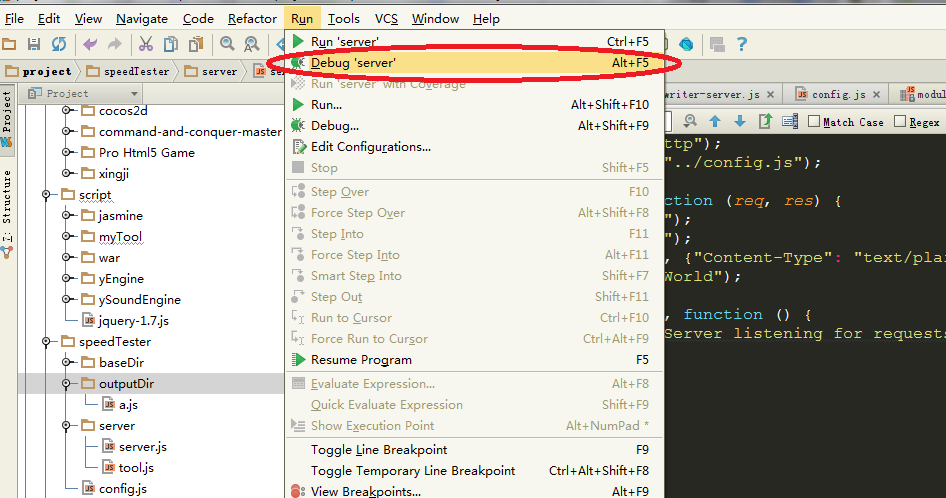 File Edit View Navigate Code Refactor Run Tools VCS Window Help
project speedTester server
Project
Z: Structure
Project
cocos2d
command-and-conquer-master
Pro Html5 Game
xingji
script
jasmine
myTool
war
yEngine
ySoundEngine
jquery-1.7.js
speedTester
baseDir
outputDir
a.js
server
server.js
tool.js
config.js
Run 'server' Ctrl+F5
Debug 'server' Alt+F5
Run 'server' with Coverage
Run... Alt+Shift+F10
Debug... Alt+Shift+F9
Edit Configurations...
Stop Shift+F5
Step Over F10
Force Step Over Alt+Shift+F8
Step Into F11
Force Step Into Alt+F11
Smart Step Into Shift+F7
Step Out Shift+F11
Run to Cursor Ctrl+F10
Force Run to Cursor Ctrl+Alt+F9
Resume Program F5
Evaluate Expression... Alt+F8
Quick Evaluate Expression Shift+F9
Show Execution Point Alt+NumPad *
Toggle Line Breakpoint F9
Toggle Temporary Line Breakpoint Ctrl+Alt+Shift+F8
View Breakpoints... Alt+F9
writer-server.js config.js modul
Match Case Regex
ttp");
"../config.js");
ction (req, res) {
");
");
, {"Content-Type": "text/plai
World");
, function () {
Server listening for requests